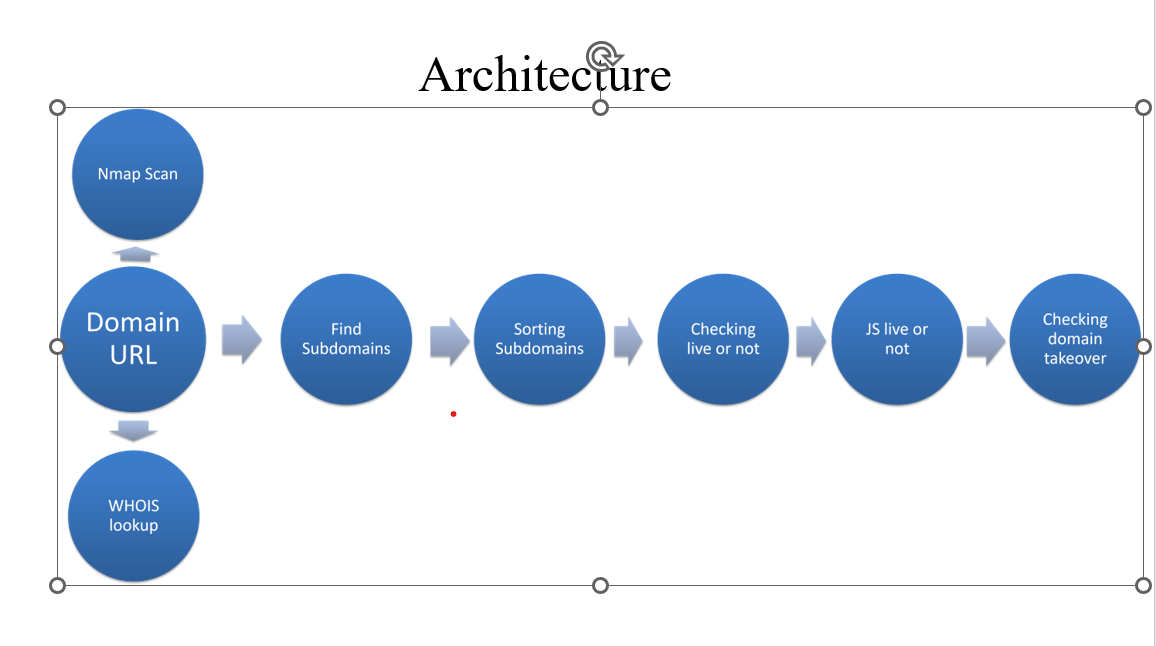 Architecture
Nmap Scan
Domain
URL
Find
Subdomains
Sorting
Subdomains
Checking
live or not
JS live or
not
Checking
domain
takeover
WHOIS
lookup